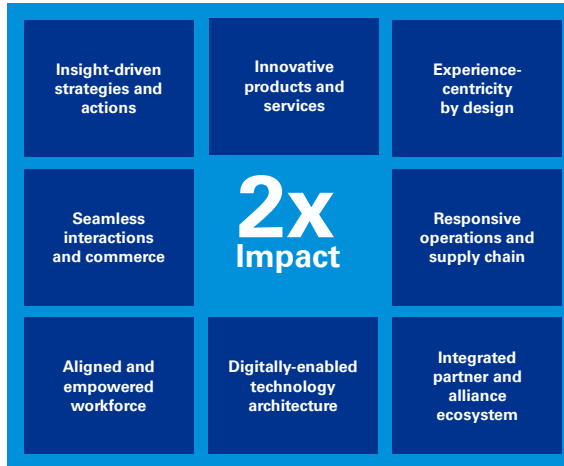 Insight-driven
strategies and
actions
Innovative
products and
services
Experience-
centricity
by design
Seamless
interactions
and commerce
2x
Impact
Responsive
operations and
supply chain
Aligned and
empowered
workforce
Digitally-enabled
technology
architecture
Integrated
partner and
alliance
ecosystem